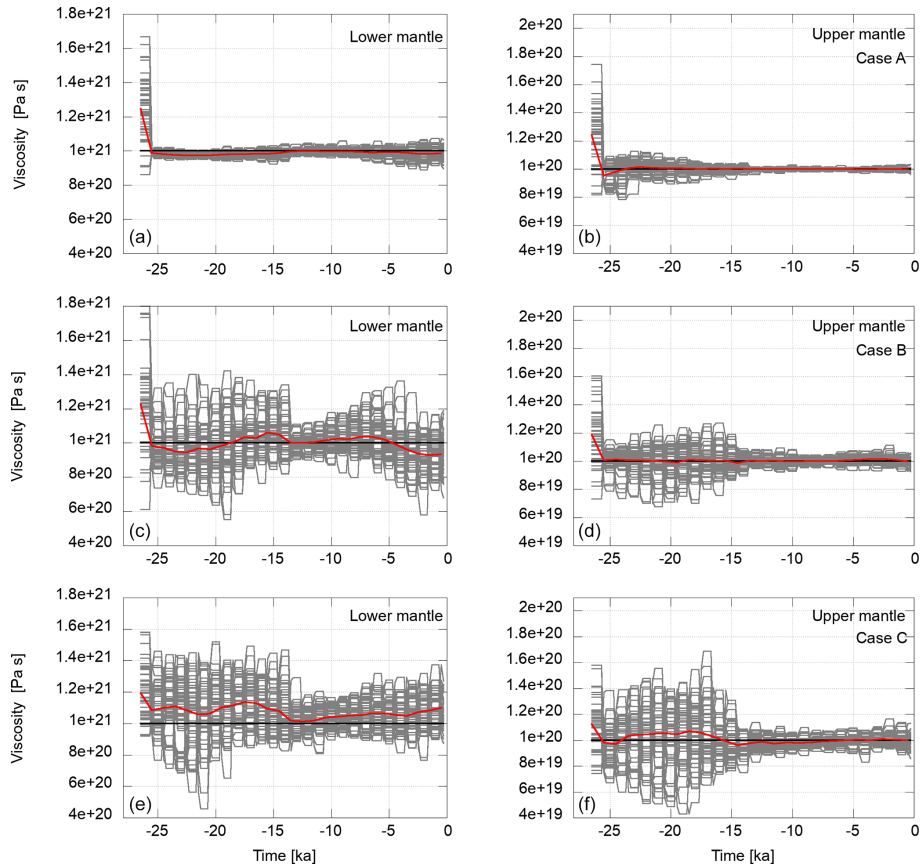 1.8e+21
1.6e+21
1.4e+21
1.2e+21
1e+21
8e+20
6e+20
4e+20
Viscosity [Pa s]
Lower mantle
(a)
-25 -20 -15 -10 -5 0
2e+20
1.8e+20
1.6e+20
1.4e+20
1.2e+20
1e+20
8e+19
6e+19
4e+19
Upper mantle
Case A
(b)
-25 -20 -15 -10 -5 0
1.8e+21
1.6e+21
1.4e+21
1.2e+21
1e+21
8e+20
6e+20
4e+20
Viscosity [Pa s]
Lower mantle
(c)
-25 -20 -15 -10 -5 0
2e+20
1.8e+20
1.6e+20
1.4e+20
1.2e+20
1e+20
8e+19
6e+19
4e+19
Upper mantle
Case B
(d)
-25 -20 -15 -10 -5 0
1.8e+21
1.6e+21
1.4e+21
1.2e+21
1e+21
8e+20
6e+20
4e+20
Viscosity [Pa s]
Lower mantle
(e)
-25 -20 -15 -10 -5 0
Time [ka]
2e+20
1.8e+20
1.6e+20
1.4e+20
1.2e+20
1e+20
8e+19
6e+19
4e+19
Upper mantle
Case C
(f)
-25 -20 -15 -10 -5 0
Time [ka]